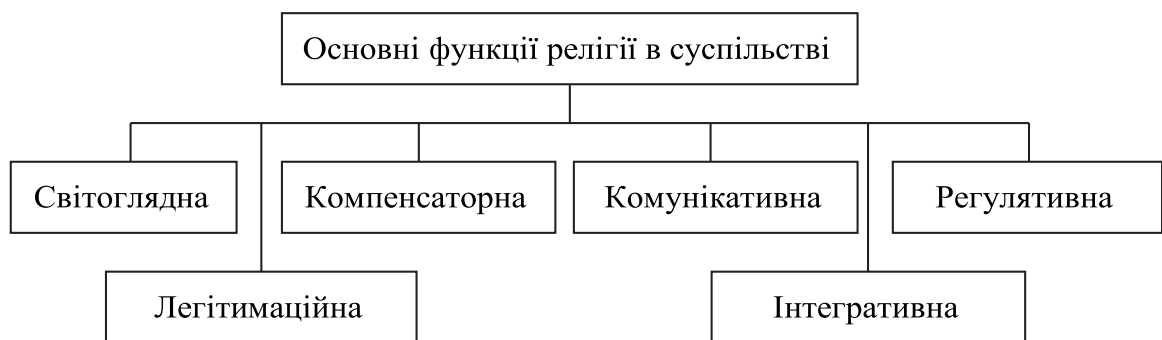 Основні функції релігії в суспільстві
Світоглядна
Компенсаторна
Комунікативна
Регулятивна
Легітимаційна
Інтегративна